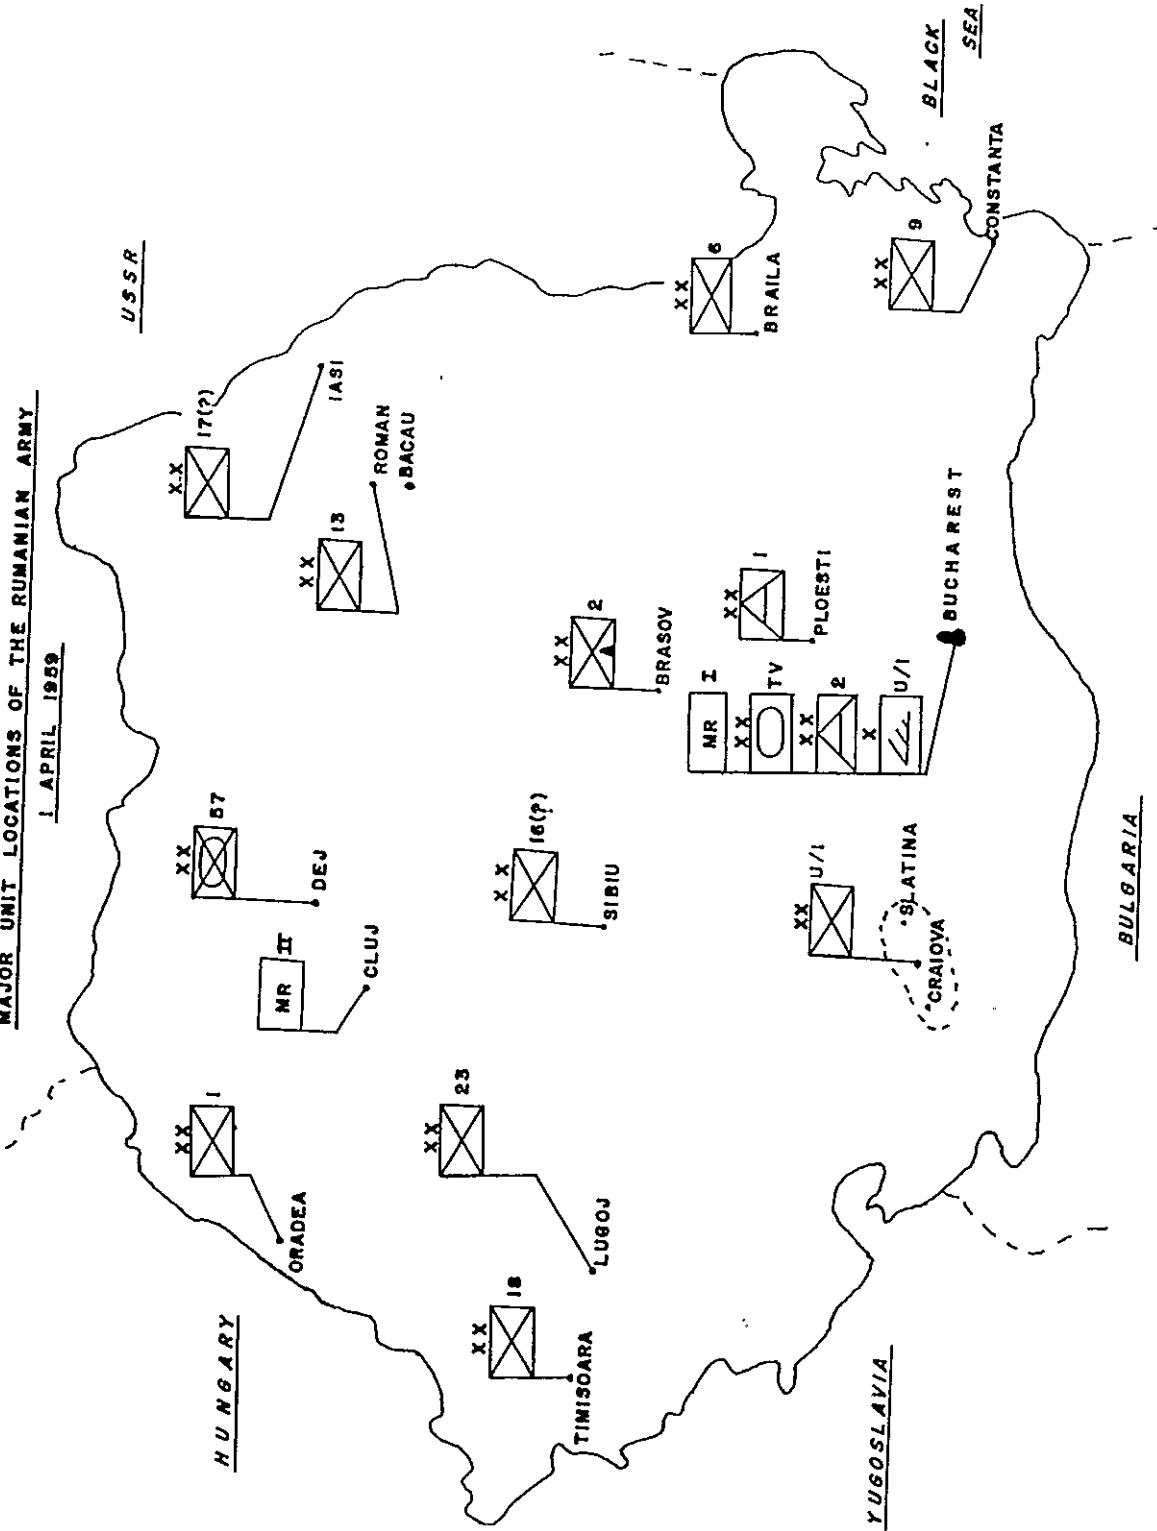 MAJOR UNIT LOCATIONS OF THE RUMANIAN ARMY
1 APRIL 1959
USSR
HUNGARY
XX
1
ORADEA
MR II
CLUJ
XX
57
DEJ
XX
17(?)
IASI
XX
13
ROMAN
BACAU
XX
18
TIMISOARA
XX
23
LUGOJ
XX
16(?)
SIBIU
XX
2
BRASOV
XX
6
BRAILA
MR I
XX
TV
XX
2
X
U/I
BUCHAREST
XX
1
PLOESTI
XX
U/I
SLATINA
CRAIOVA
XX
9
CONSTANTA
BLACK
SEA
YUGOSLAVIA
BULGARIA